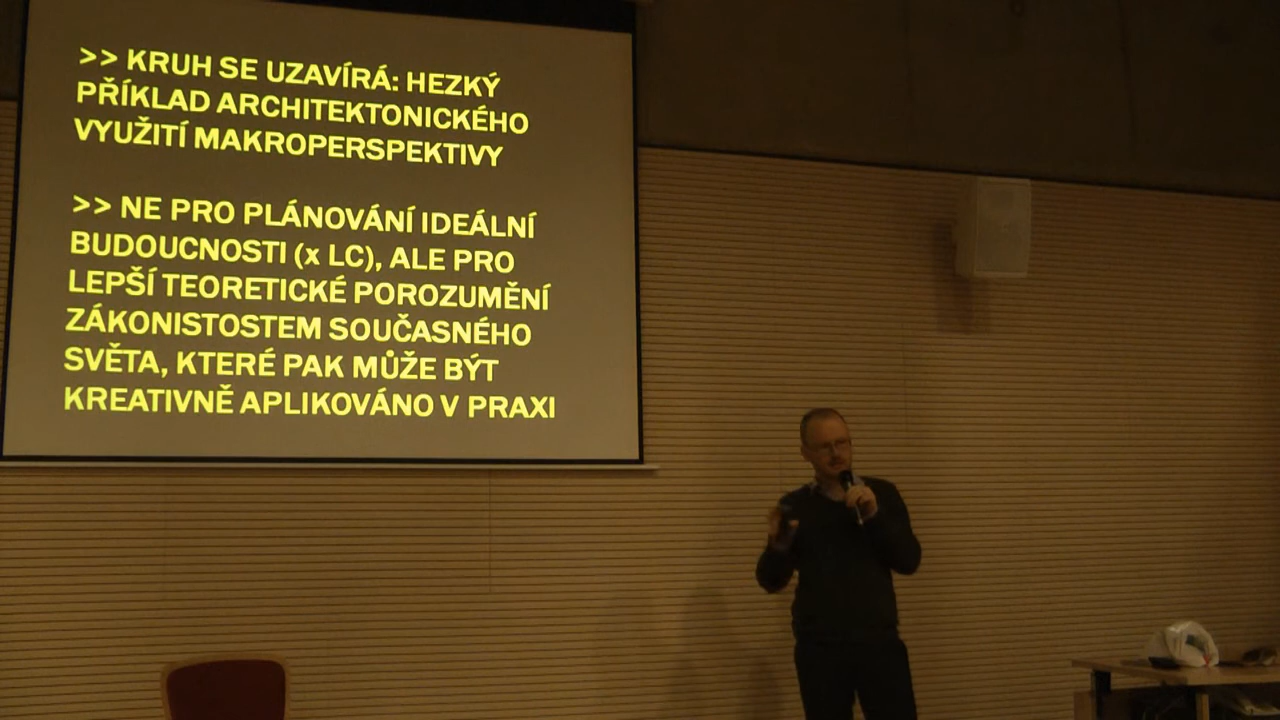 >> KRUH SE UZAVÍRÁ: HEZKÝ
PŘÍKLAD ARCHITEKTONICKÉHO
VYUŽITÍ MAKROPERSPEKTIVY
>> NE PRO PLÁNOVÁNÍ IDEÁLNÍ
BUDOUCNOSTI (x LC), ALE PRO
LEPŠÍ TEORETICKÉ POROZUMĚNÍ
ZÁKONISTOSTEM SOUČASNÉHO
SVĚTA, KTERÉ PAK MŮŽE BÝT
KREATIVNĚ APLIKOVÁNO V PRAXI